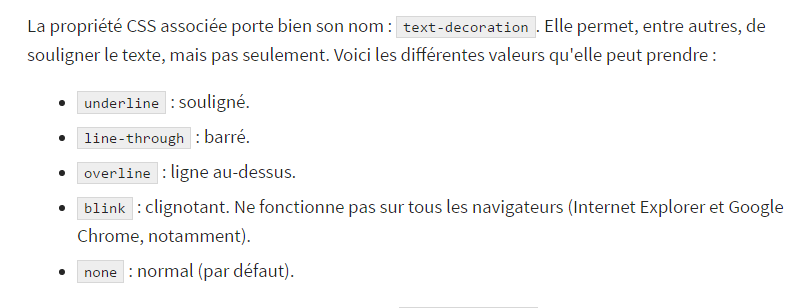 La propriété CSS associée porte bien son nom : text-decoration . Elle permet, entre autres, de
souligner le texte, mais pas seulement. Voici les différentes valeurs qu'elle peut prendre :
• underline : souligné.
• line-through : barré.
• overline : ligne au-dessus.
• blink : clignotant. Ne fonctionne pas sur tous les navigateurs (Internet Explorer et Google
Chrome, notamment).
• none : normal (par défaut).